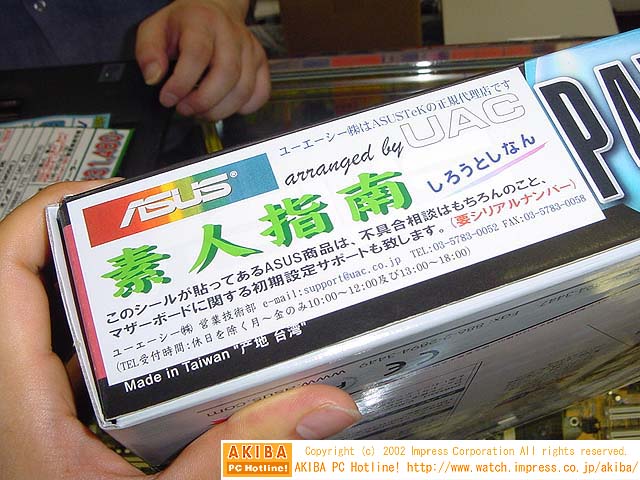 ユーエーシー㈱はASUSTeKの正規代理店です
ASUS®
arranged by UAC
素人指南
しろうとしなん
このシールが貼ってあるASUS商品は、不具合相談はもちろんのこと、
マザーボードに関する初期設定サポートも致します。(要シリアルナンバー)
ユーエーシー㈱ 営業技術部 e-mail:support@uac.co.jp TEL:03-5783-0052 FAX:03-5783-0058
(TEL受付時間:休日を除く月～金のみ10:00～12:00及び13:00～18:00)
Made in Taiwan "产地 台湾"
www.asus.com
AKIBA
PC Hotline!
Copyright (c) 2002 Impress Corporation All rights reserved.
AKIBA PC Hotline! http://www.watch.impress.co.jp/akiba/